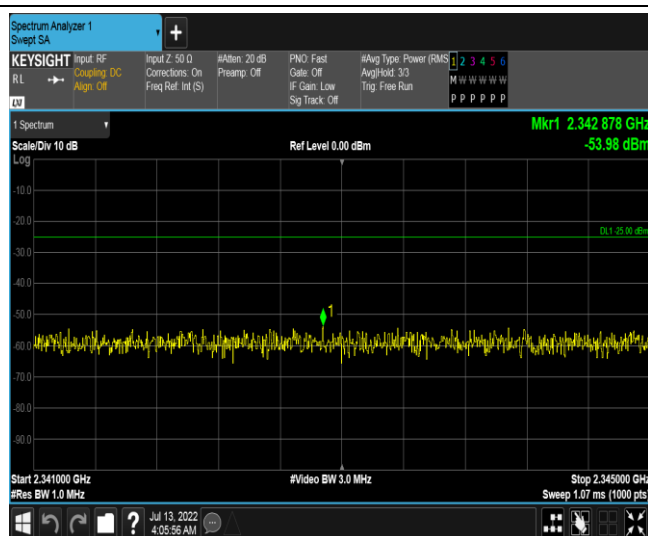 Spectrum Analyzer 1
Swept SA
+
KEYSIGHT Input: RF Input Z: 50 Ω #Atten: 20 dB PNO: Fast #Avg Type: Power (RMS 1 2 3 4 5 6
RL Coupling: DC Corrections: On Preamp: Off Gate: Off Avg|Hold: 3/3 M W W W W W
Align: Off Freq Ref: Int (S) IF Gain: Low Trig: Free Run
Sig Track: Off P P P P P P
LXI
1 Spectrum Mkr1 2.342 878 GHz
Scale/Div 10 dB Ref Level 0.00 dBm -53.98 dBm
Log
-10.0
-20.0
DL1 -25.00 dBm
-30.0
-40.0
-50.0
1
-60.0
-70.0
-80.0
-90.0
Start 2.341000 GHz #Video BW 3.0 MHz Stop 2.345000 GHz
#Res BW 1.0 MHz Sweep 1.07 ms (1000 pts)
? Jul 13, 2022
4:05:56 AM